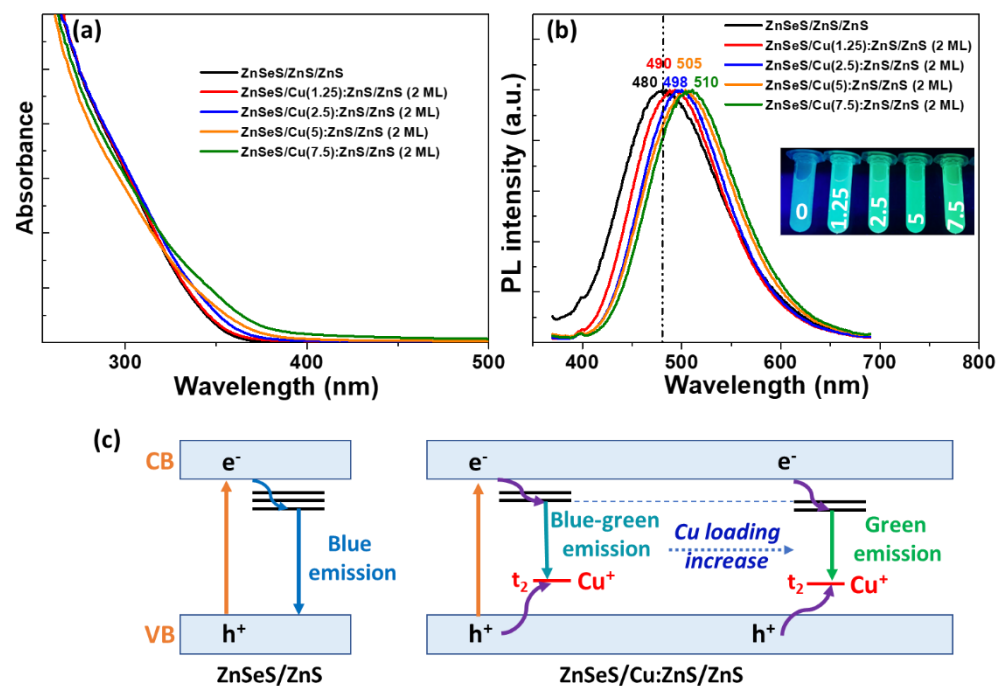 (a)
ZnSeS/ZnS/ZnS
ZnSeS/Cu(1.25):ZnS/ZnS (2 ML)
ZnSeS/Cu(2.5):ZnS/ZnS (2 ML)
ZnSeS/Cu(5):ZnS/ZnS (2 ML)
ZnSeS/Cu(7.5):ZnS/ZnS (2 ML)
Absorbance
300 400 500
Wavelength (nm)
(b)
ZnSeS/ZnS/ZnS
ZnSeS/Cu(1.25):ZnS/ZnS (2 ML)
ZnSeS/Cu(2.5):ZnS/ZnS (2 ML)
ZnSeS/Cu(5):ZnS/ZnS (2 ML)
ZnSeS/Cu(7.5):ZnS/ZnS (2 ML)
490 505
480 498 510
0 1.25 2.5 5 7.5
PL intensity (a.u.)
400 500 600 700 800
Wavelength (nm)
(c)
CB
e-
Blue
emission
VB
h+
ZnSeS/ZnS
e-
Blue-green
emission
t2 Cu+
h+
Cu loading
increase
e-
Green
emission
t2 Cu+
h+
ZnSeS/Cu:ZnS/ZnS